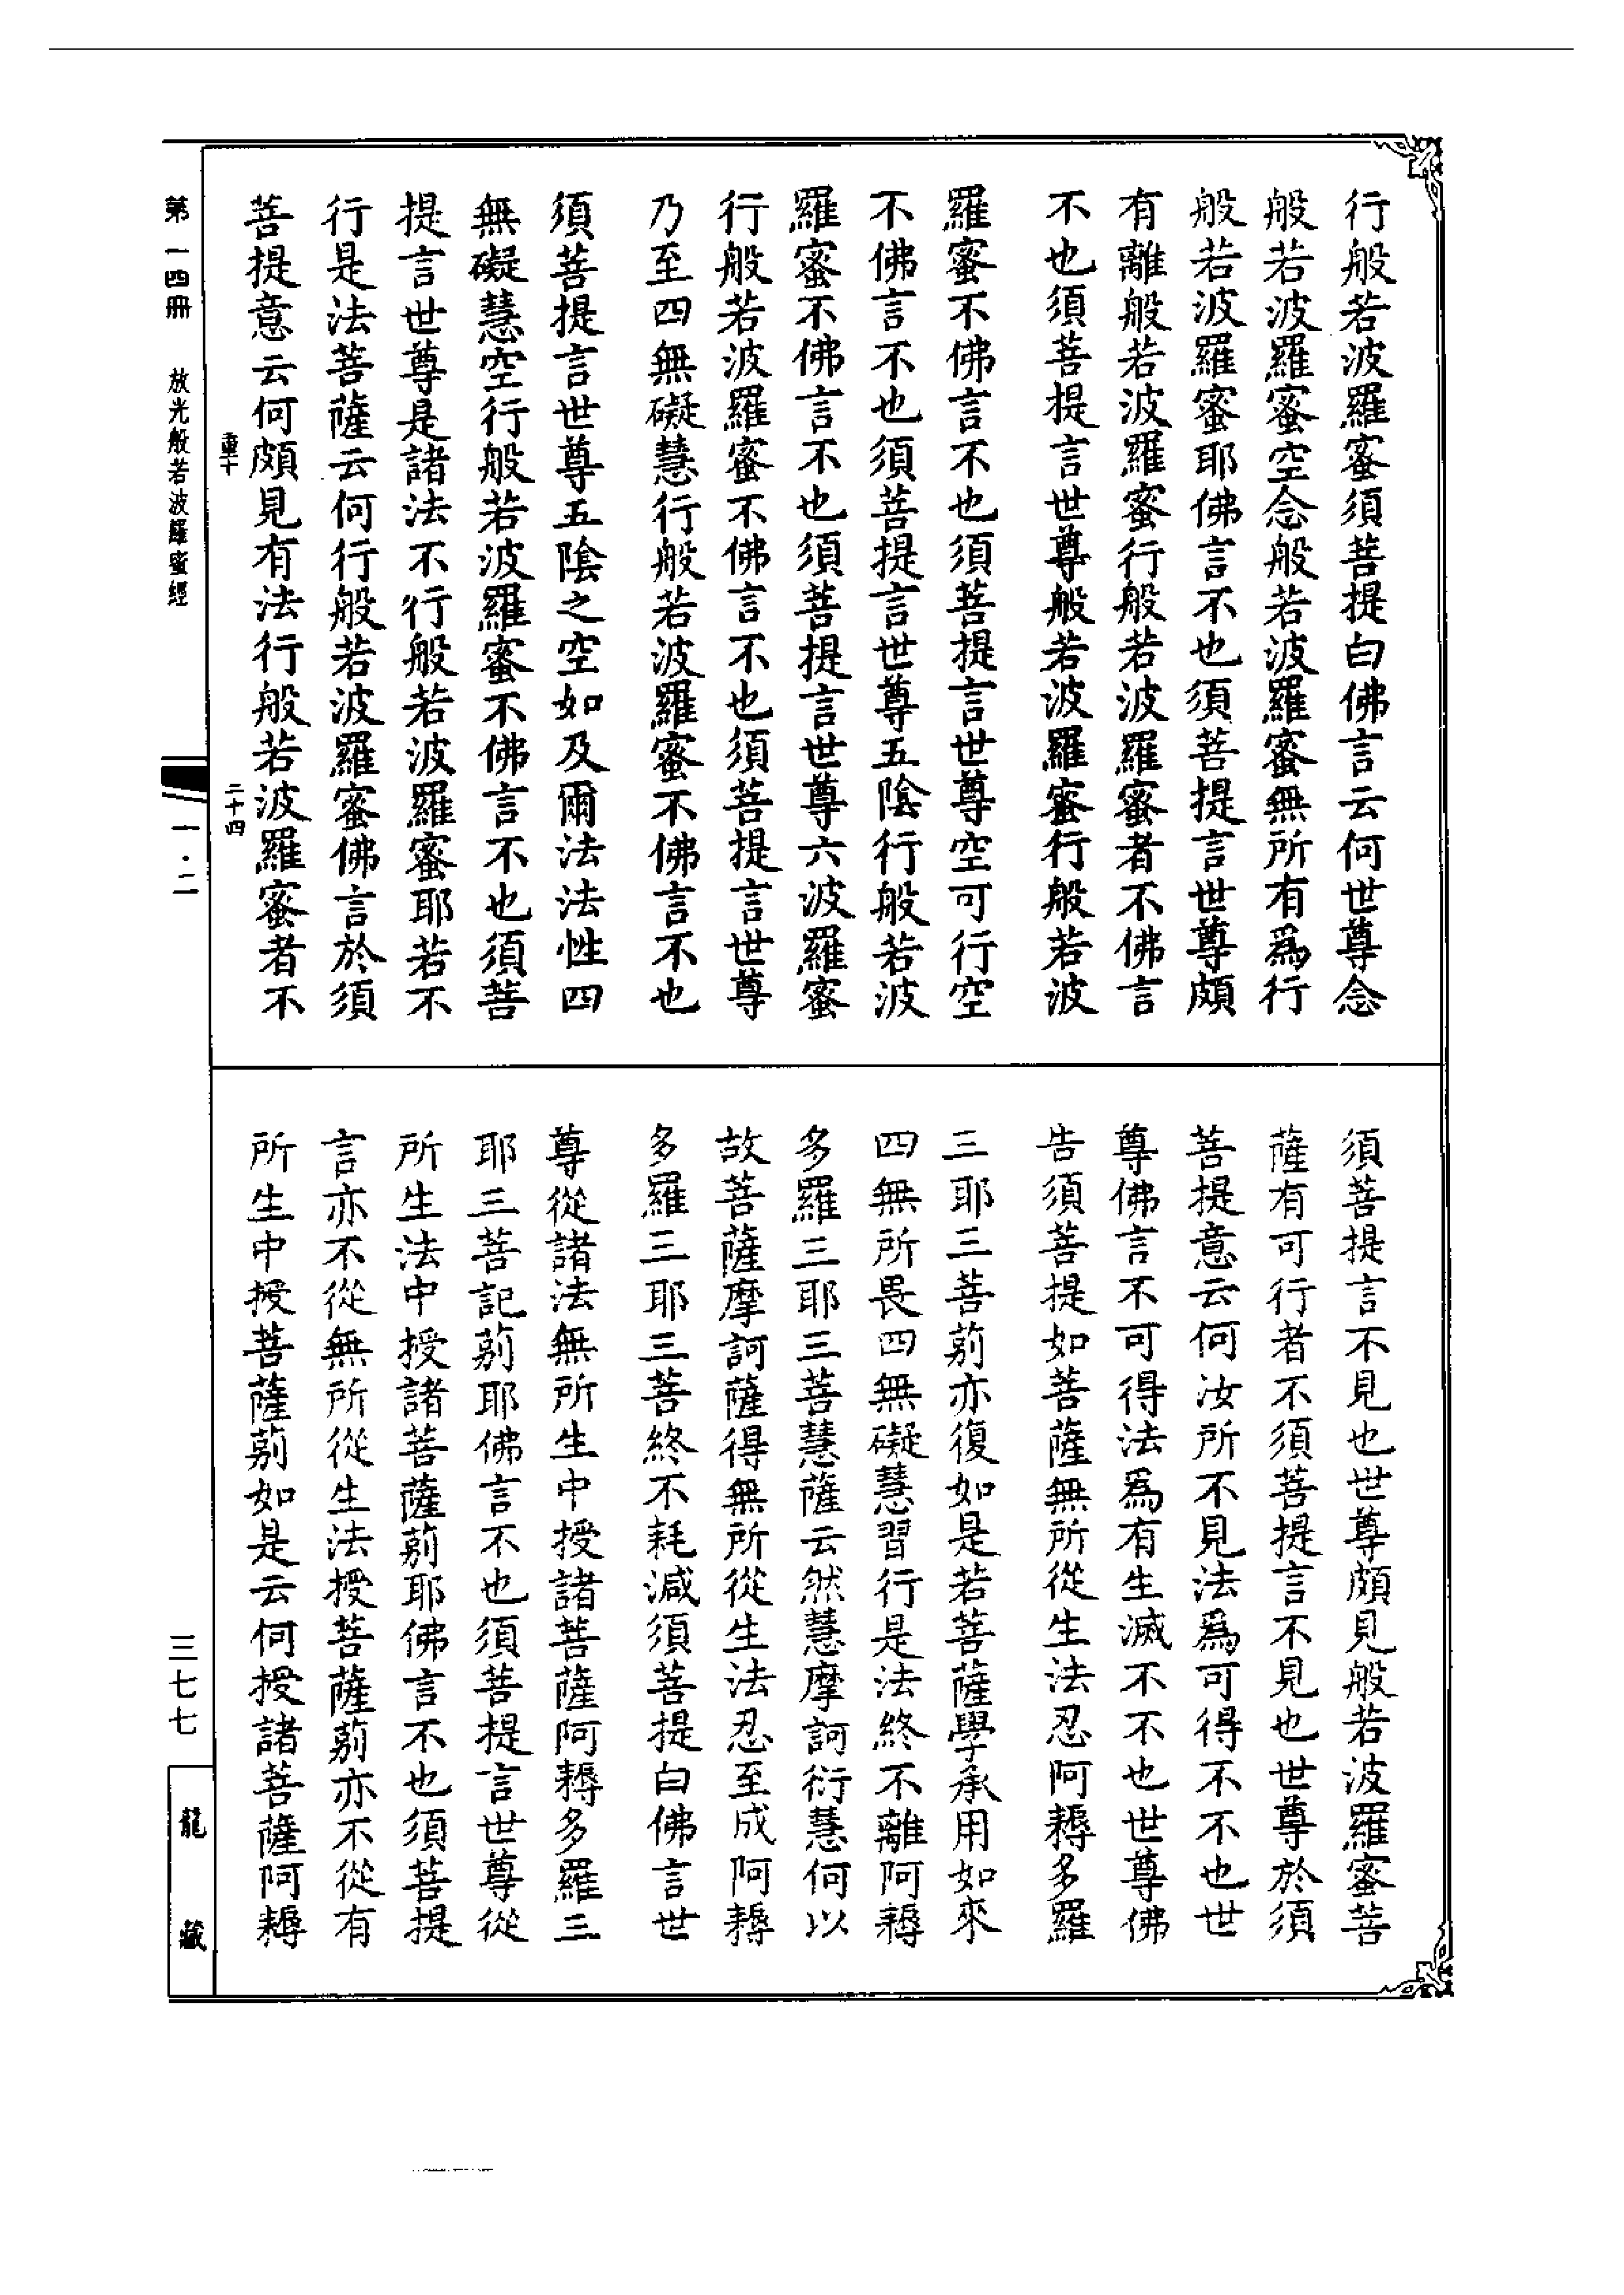 行般若波羅蜜須菩提白佛言云何世尊念
般若波羅蜜空念般若波羅蜜無所有爲行
般若波羅蜜耶佛言不也須菩提言世尊頗
有離般若波羅蜜行般若波羅蜜者不佛言
不也須菩提言世尊般若波羅蜜行般若波
羅蜜不佛言不也須菩提言世尊空可行空
不佛言不也須菩提言世尊五陰行般若波
羅蜜不佛言不也須菩提言世尊六波羅蜜
行般若波羅蜜不佛言不也須菩提言世尊
乃至四無礙慧行般若波羅蜜不佛言不也
須菩提言世尊五陰之空如及爾法法性四
無礙慧空行般若波羅蜜不佛言不也須菩
提言世尊是諸法不行般若波羅蜜耶若不
行是法菩薩云何行般若波羅蜜佛言於須
菩提意云何頗見有法行般若波羅蜜者不
須菩提言不見也世尊頗見般若波羅蜜菩
薩有可行者不須菩提言不見也世尊於須
菩提意云何汝所不見法爲可得不不也世
尊佛言不可得法爲有生滅不不也世尊佛
告須菩提如菩薩無所從生法忍阿耨多羅
三耶三菩莂亦復如是若菩薩學承用如來
四無所畏四無礙慧習行是法終不離阿耨
多羅三耶三菩慧薩云然慧摩訶衍慧何以
故菩薩摩訶薩得無所從生法忍至成阿耨
多羅三耶三菩終不耗減須菩提白佛言世
尊從諸法無所生中授諸菩薩阿耨多羅三
耶三菩記莂耶佛言不也須菩提言世尊從
所生法中授諸菩薩莂耶佛言不也須菩提
言亦不從無所從生法授菩薩莂亦不從有
所生中授菩薩莂如是云何授諸菩薩阿耨
第一四冊
放光般若波羅蜜經
重十
二十四
一·二
三七七
龍藏